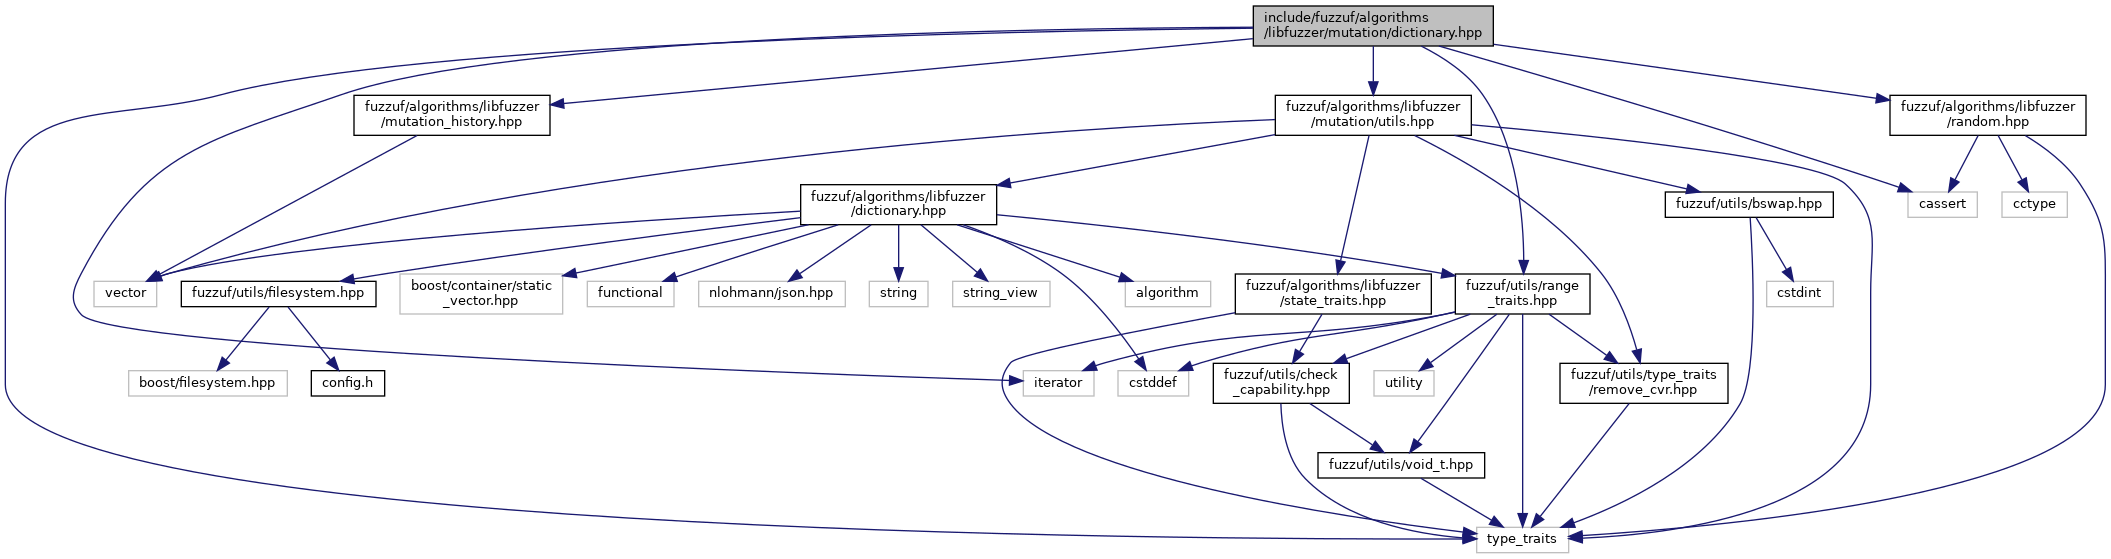 include/fuzzuf/algorithms
/libfuzzer/mutation/dictionary.hpp
fuzzuf/algorithms/libfuzzer
/mutation_history.hpp
fuzzuf/algorithms/libfuzzer
/mutation/utils.hpp
fuzzuf/algorithms/libfuzzer
/random.hpp
fuzzuf/algorithms/libfuzzer
/dictionary.hpp
fuzzuf/utils/bswap.hpp
cassert
cctype
vector
fuzzuf/utils/filesystem.hpp
boost/container/static
_vector.hpp
functional
nlohmann/json.hpp
string
string_view
algorithm
fuzzuf/algorithms/libfuzzer
/state_traits.hpp
fuzzuf/utils/range
_traits.hpp
cstdint
boost/filesystem.hpp
config.h
iterator
cstddef
fuzzuf/utils/check
_capability.hpp
utility
fuzzuf/utils/type_traits
/remove_cvr.hpp
fuzzuf/utils/void_t.hpp
type_traits